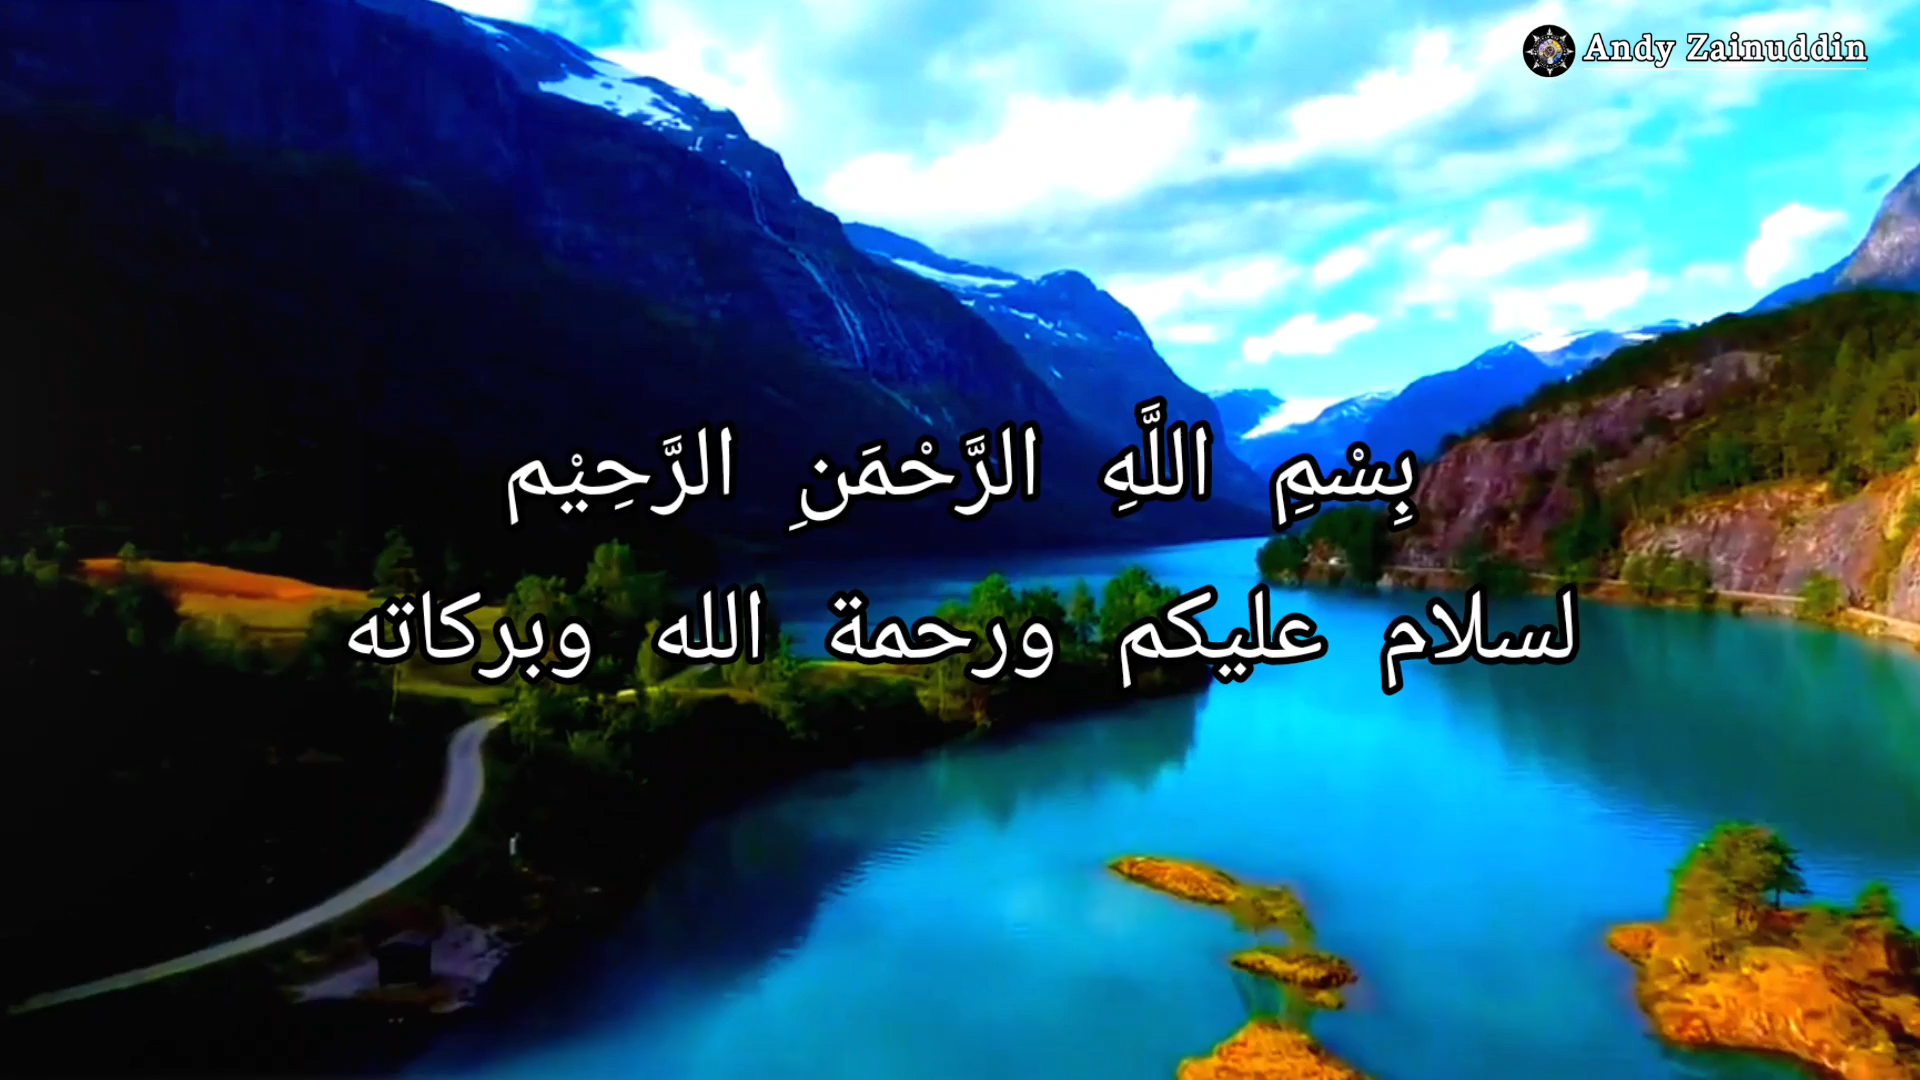 Andy Zainuddin
بِسْمِ اللَّهِ الرَّحْمَنِ الرَّحِيْم
لسلام عليكم ورحمة الله وبركاته